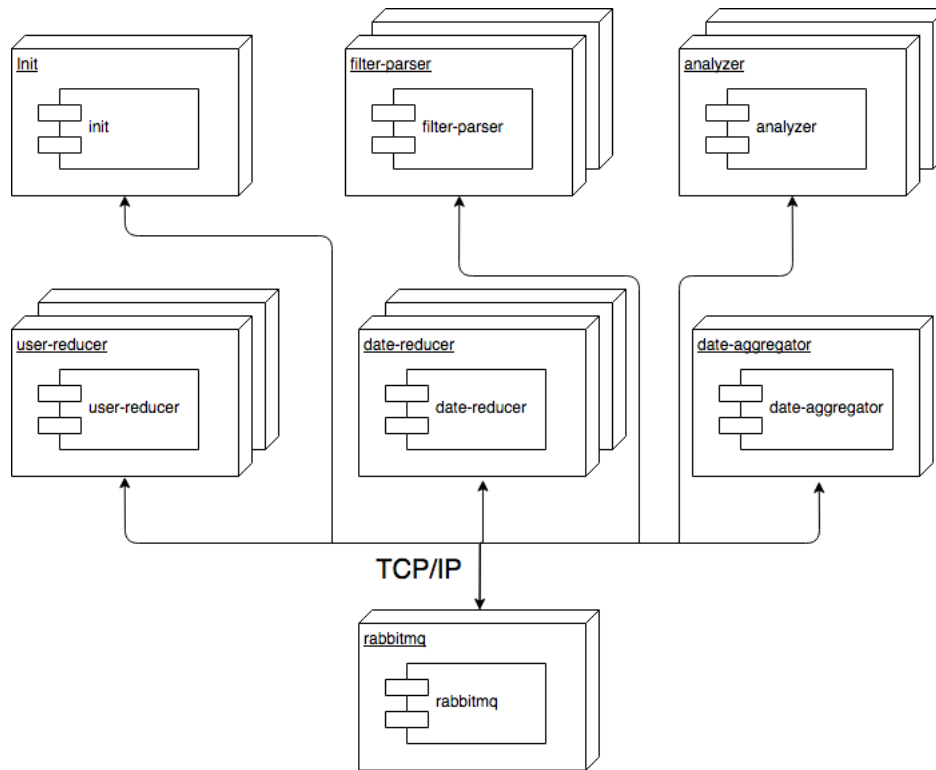 Init
init
filter-parser
filter-parser
analyzer
analyzer
user-reducer
user-reducer
date-reducer
date-reducer
date-aggregator
date-aggregator
TCP/IP
rabbitmq
rabbitmq